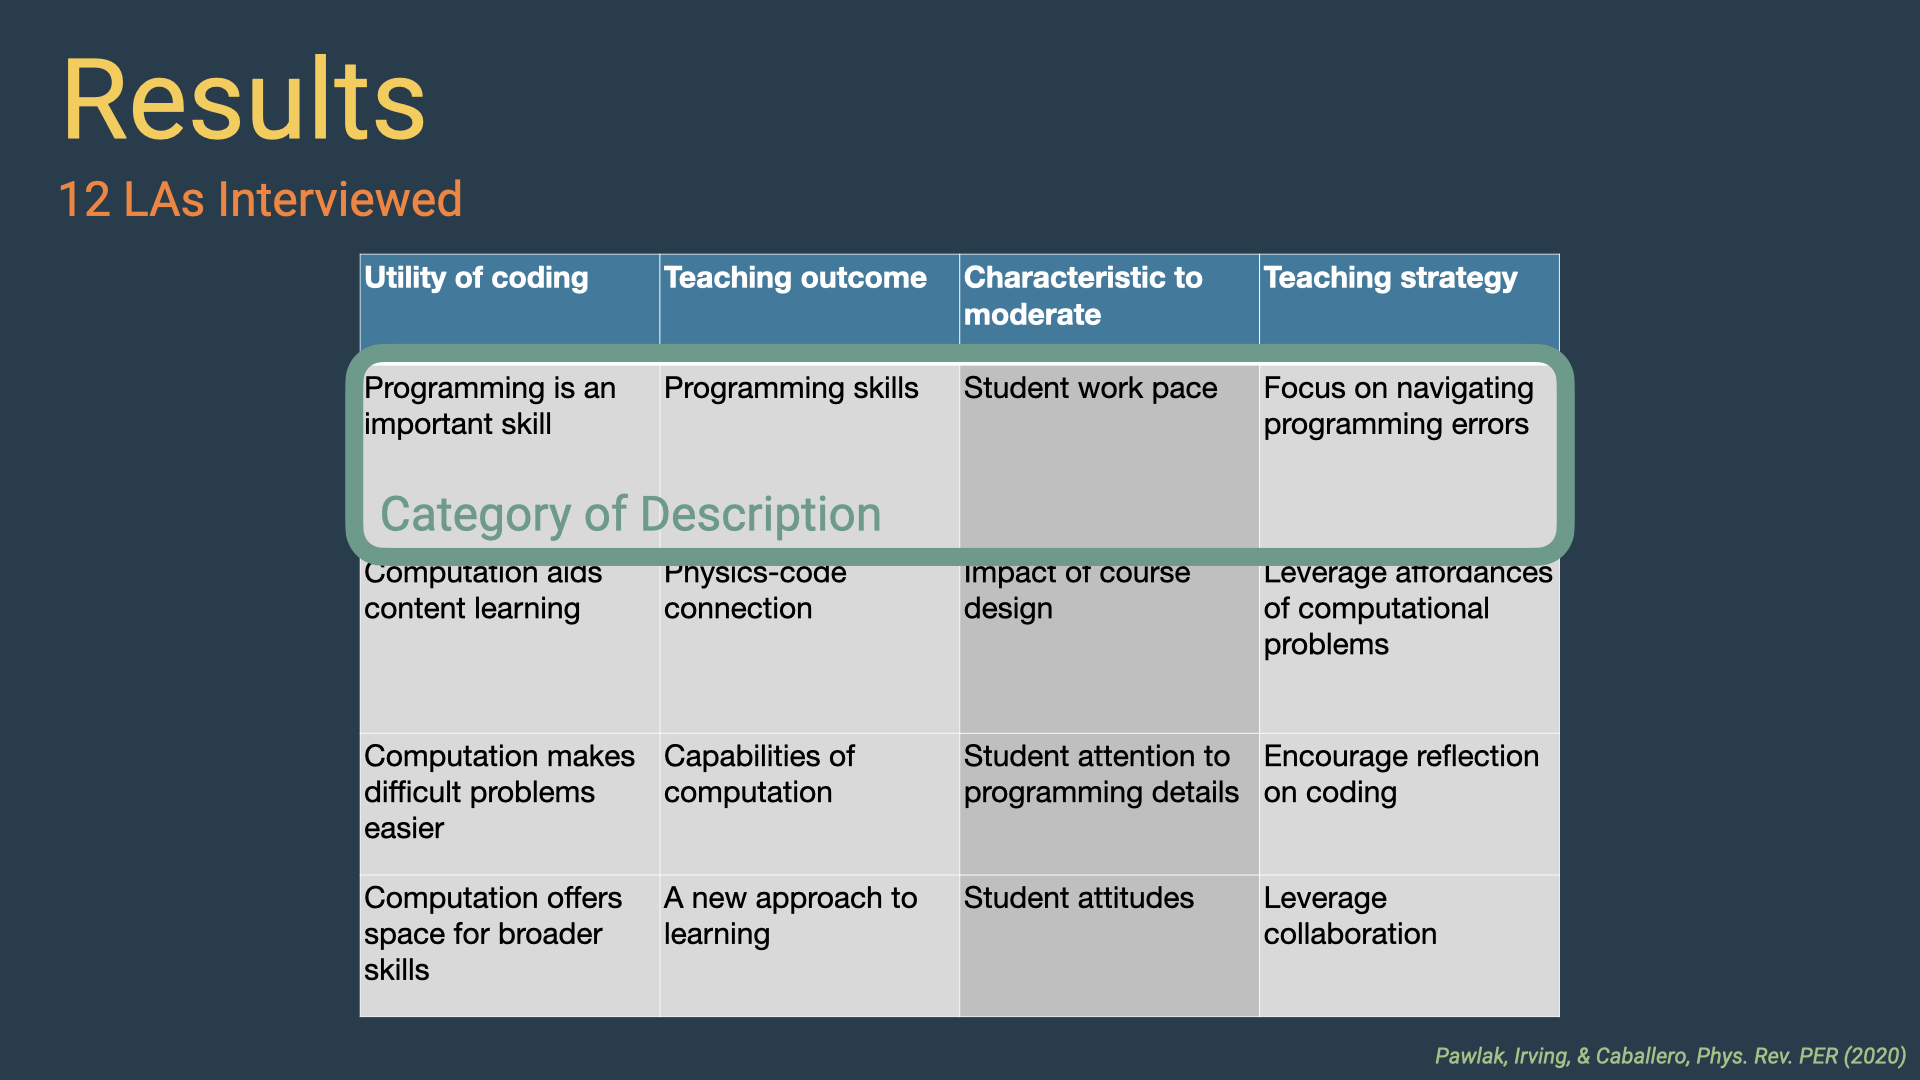 Results
12 LAs Interviewed
Utility of coding
Teaching outcome
Characteristic to
moderate
Teaching strategy
Programming is an
important skill
Programming skills
Student work pace
Focus on navigating
programming errors
Category of Description
Computation aids
content learning
Physics-code
connection
Impact of course
design
Leverage affordances
of computational
problems
Computation makes
difficult problems
easier
Capabilities of
computation
Student attention to
programming details
Encourage reflection
on coding
Computation offers
space for broader
skills
A new approach to
learning
Student attitudes
Leverage
collaboration
Pawlak, Irving, & Caballero, Phys. Rev. PER (2020)